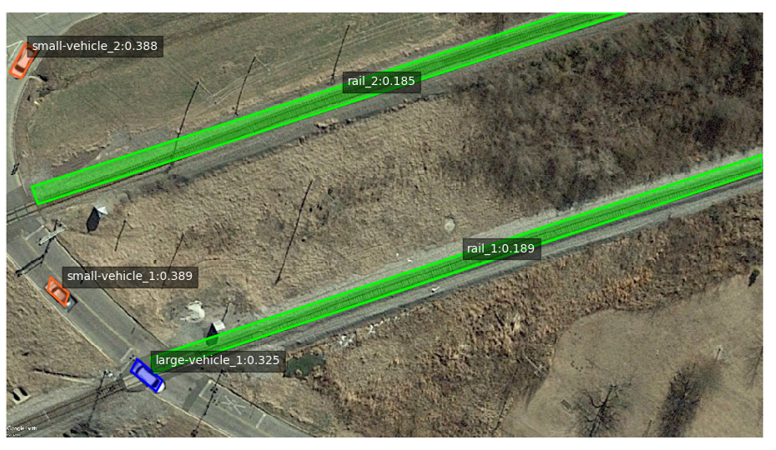 small-vehicle_2:0.388
rail_2:0.185
rail_1:0.189
small-vehicle_1:0.389
large-vehicle_1:0.325